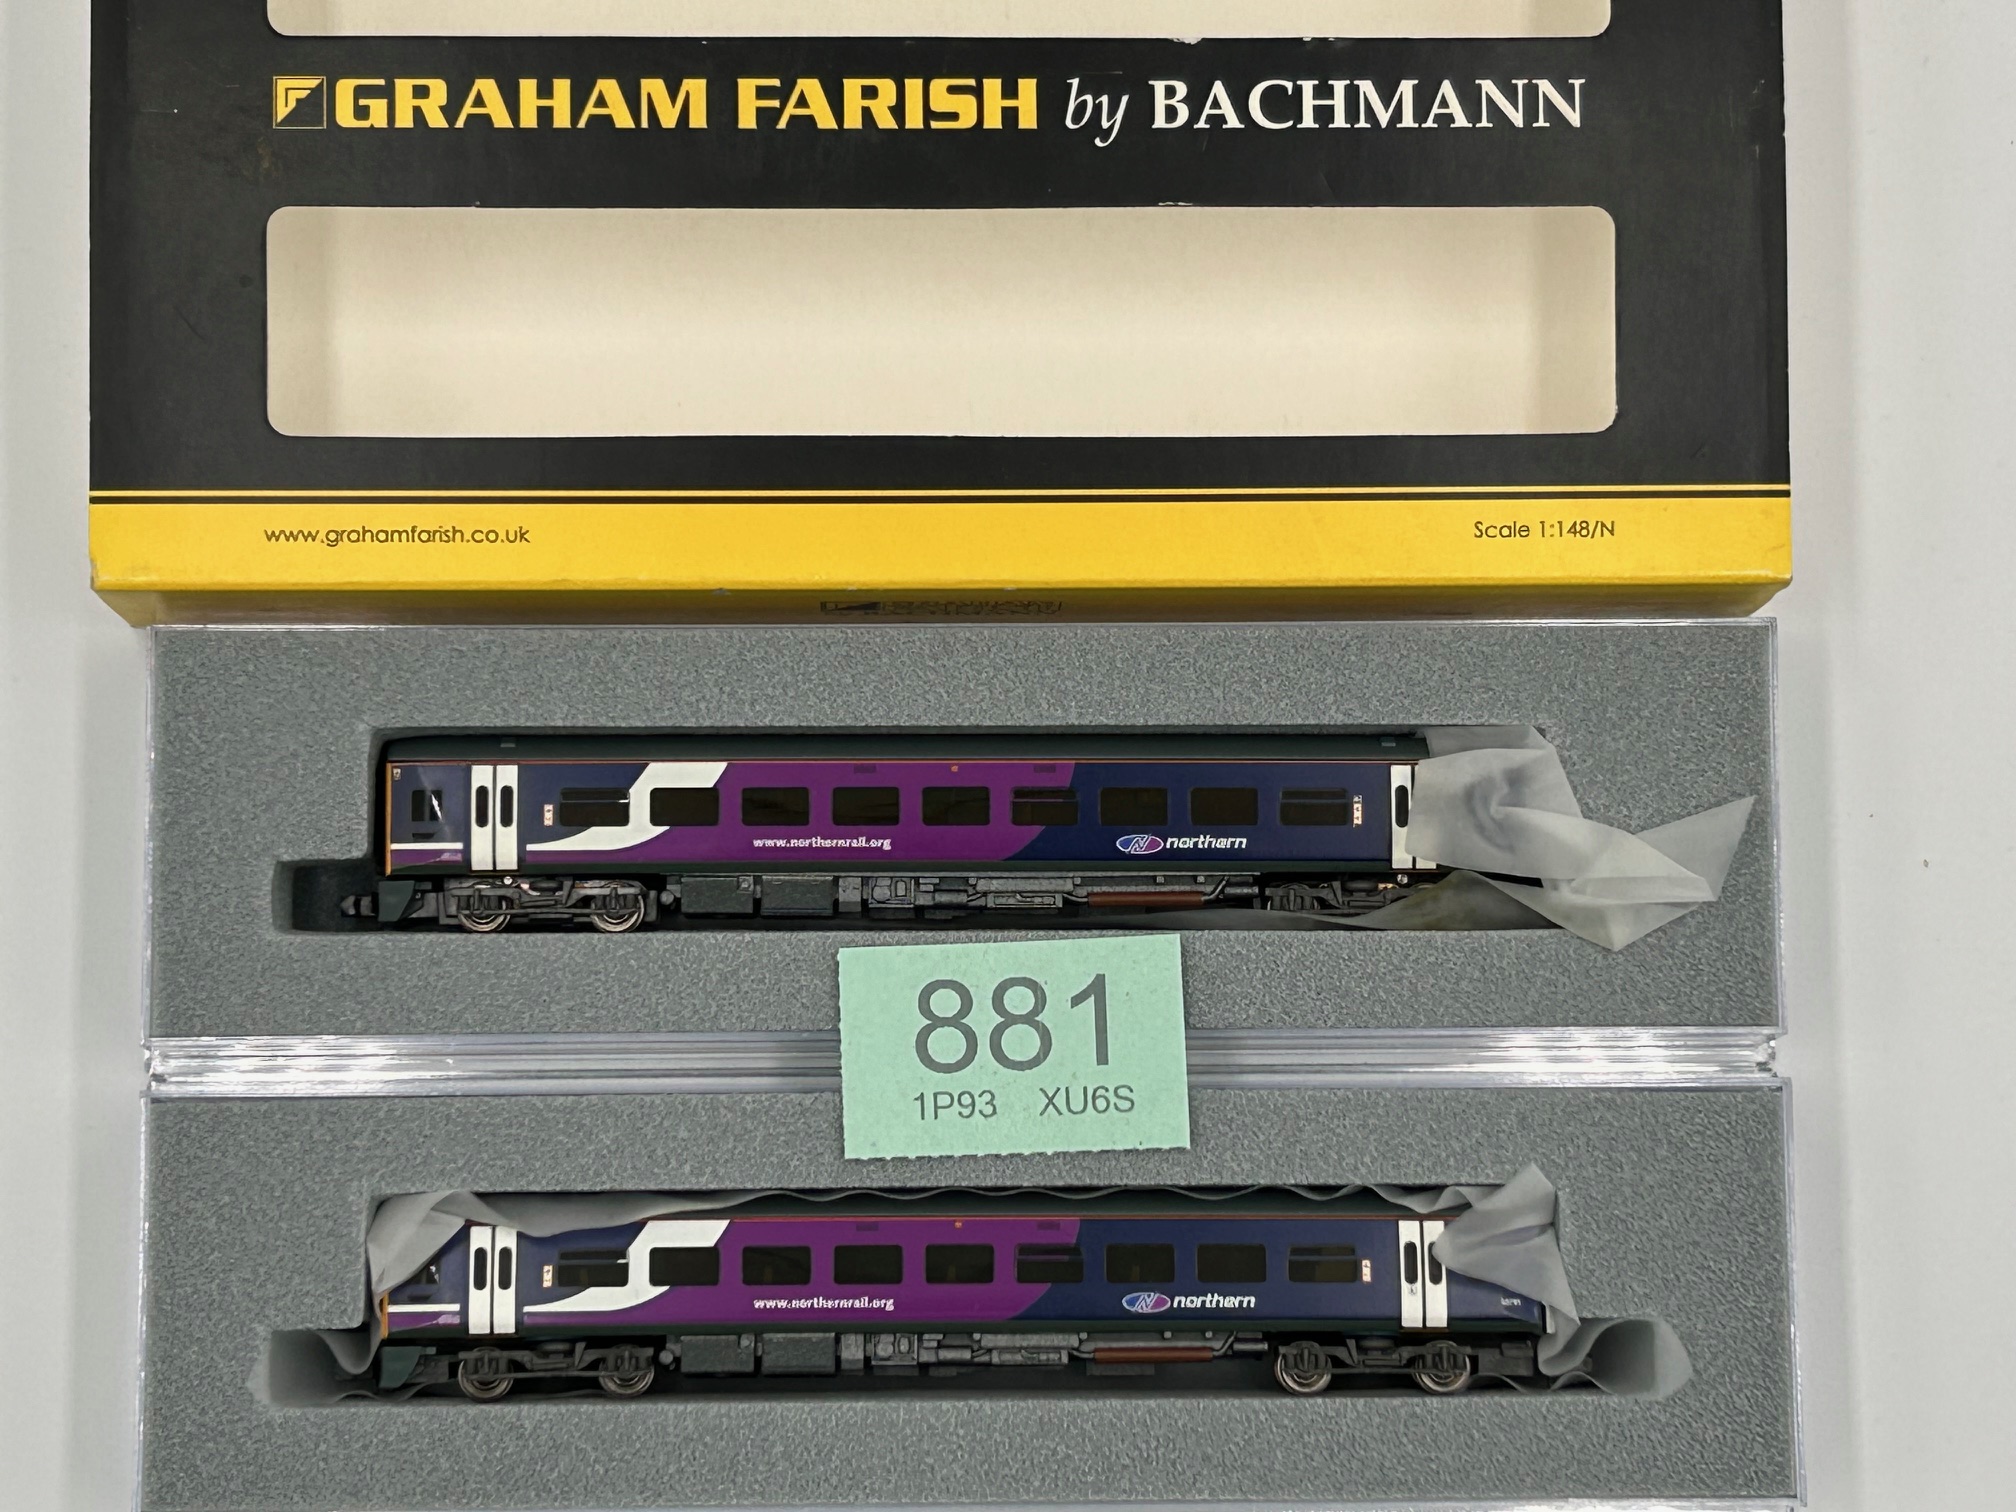 GRAHAM FARISH by BACHMANN
www.grahamfarish.co.uk
Scale 1:148/N
www.northernrail.org
northern
881
1P93 XU6S
www.northernrail.org
northern